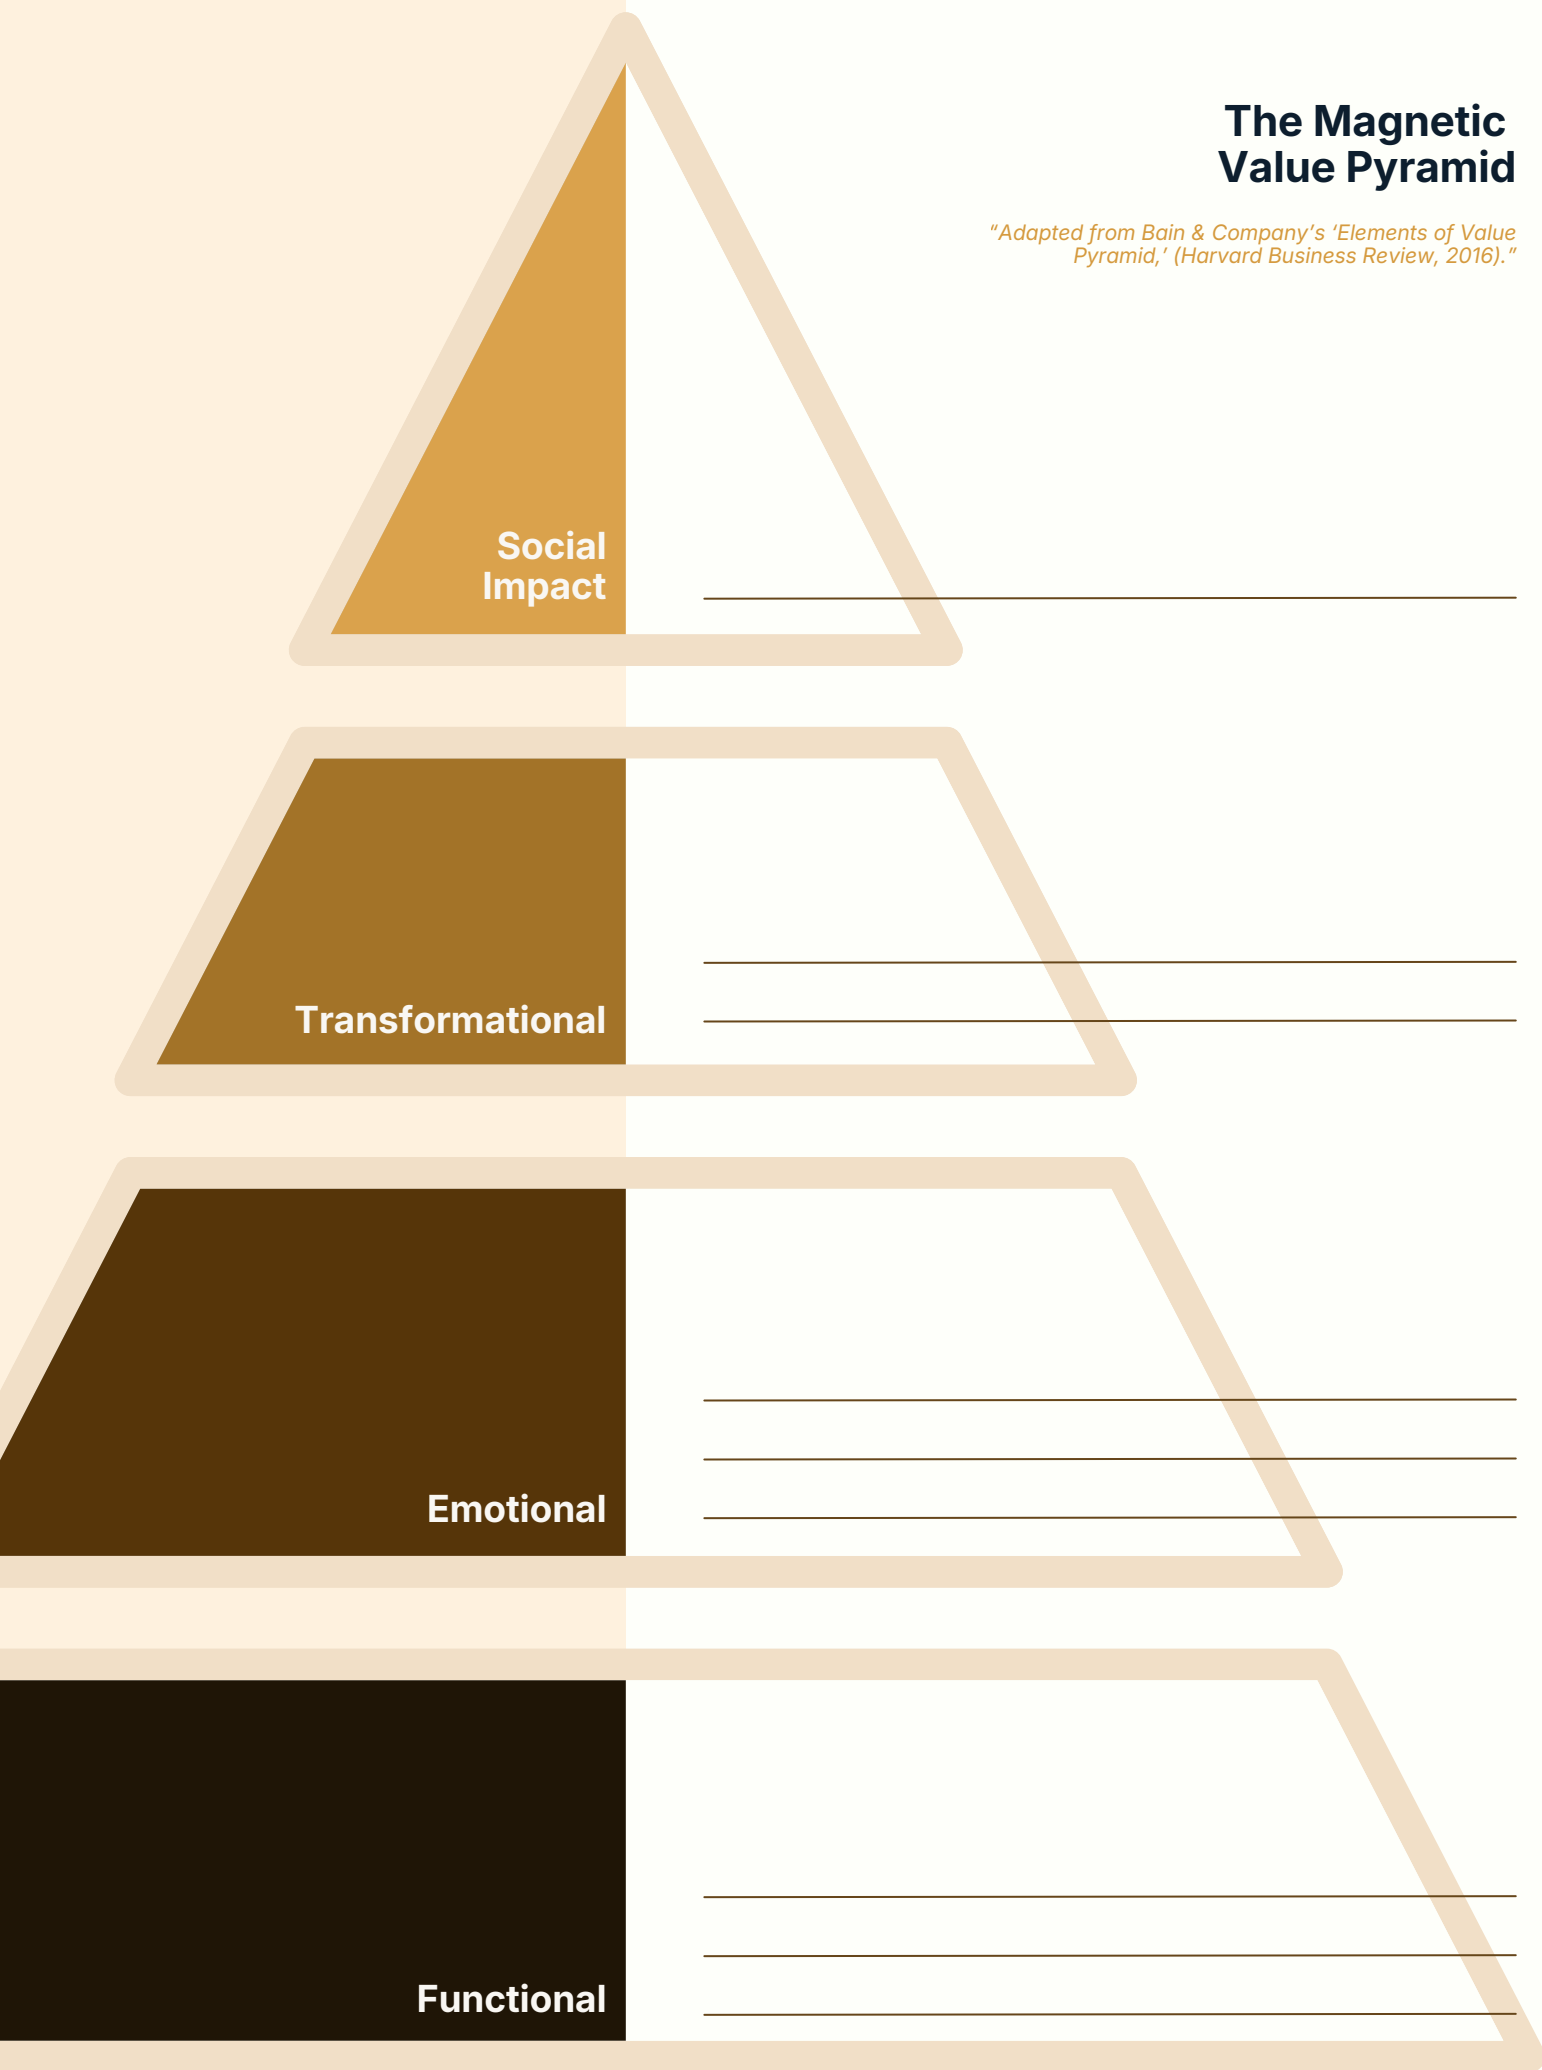 The Magnetic
Value Pyramid
“Adapted from Bain & Company’s ‘Elements of Value
Pyramid,’ (Harvard Business Review, 2016).”
Social
Impact
Transformational
Emotional
Functional